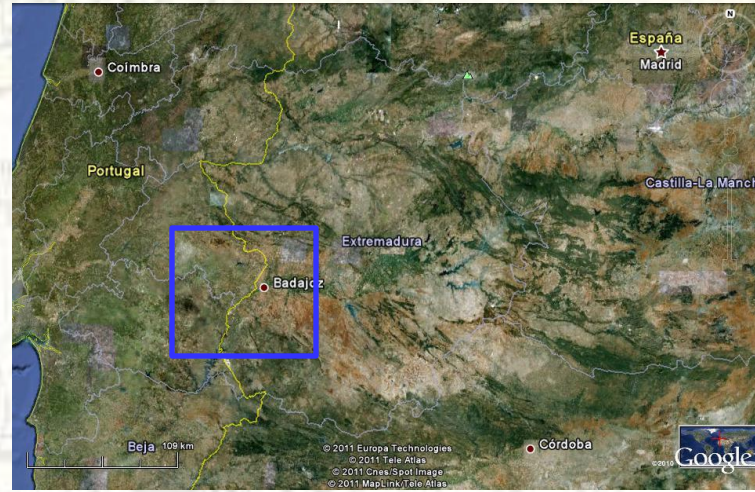 N
España
Madrid
Coimbra
Portugal
Castilla-La Manch
Extremadura
Badajoz
Beja
109 km
Córdoba
© 2011 Europa Technologies
© 2011 Tele Atlas
© 2011 Cnes/Spot Image
© 2011 MapLink/Tele Atlas
©2010
Google